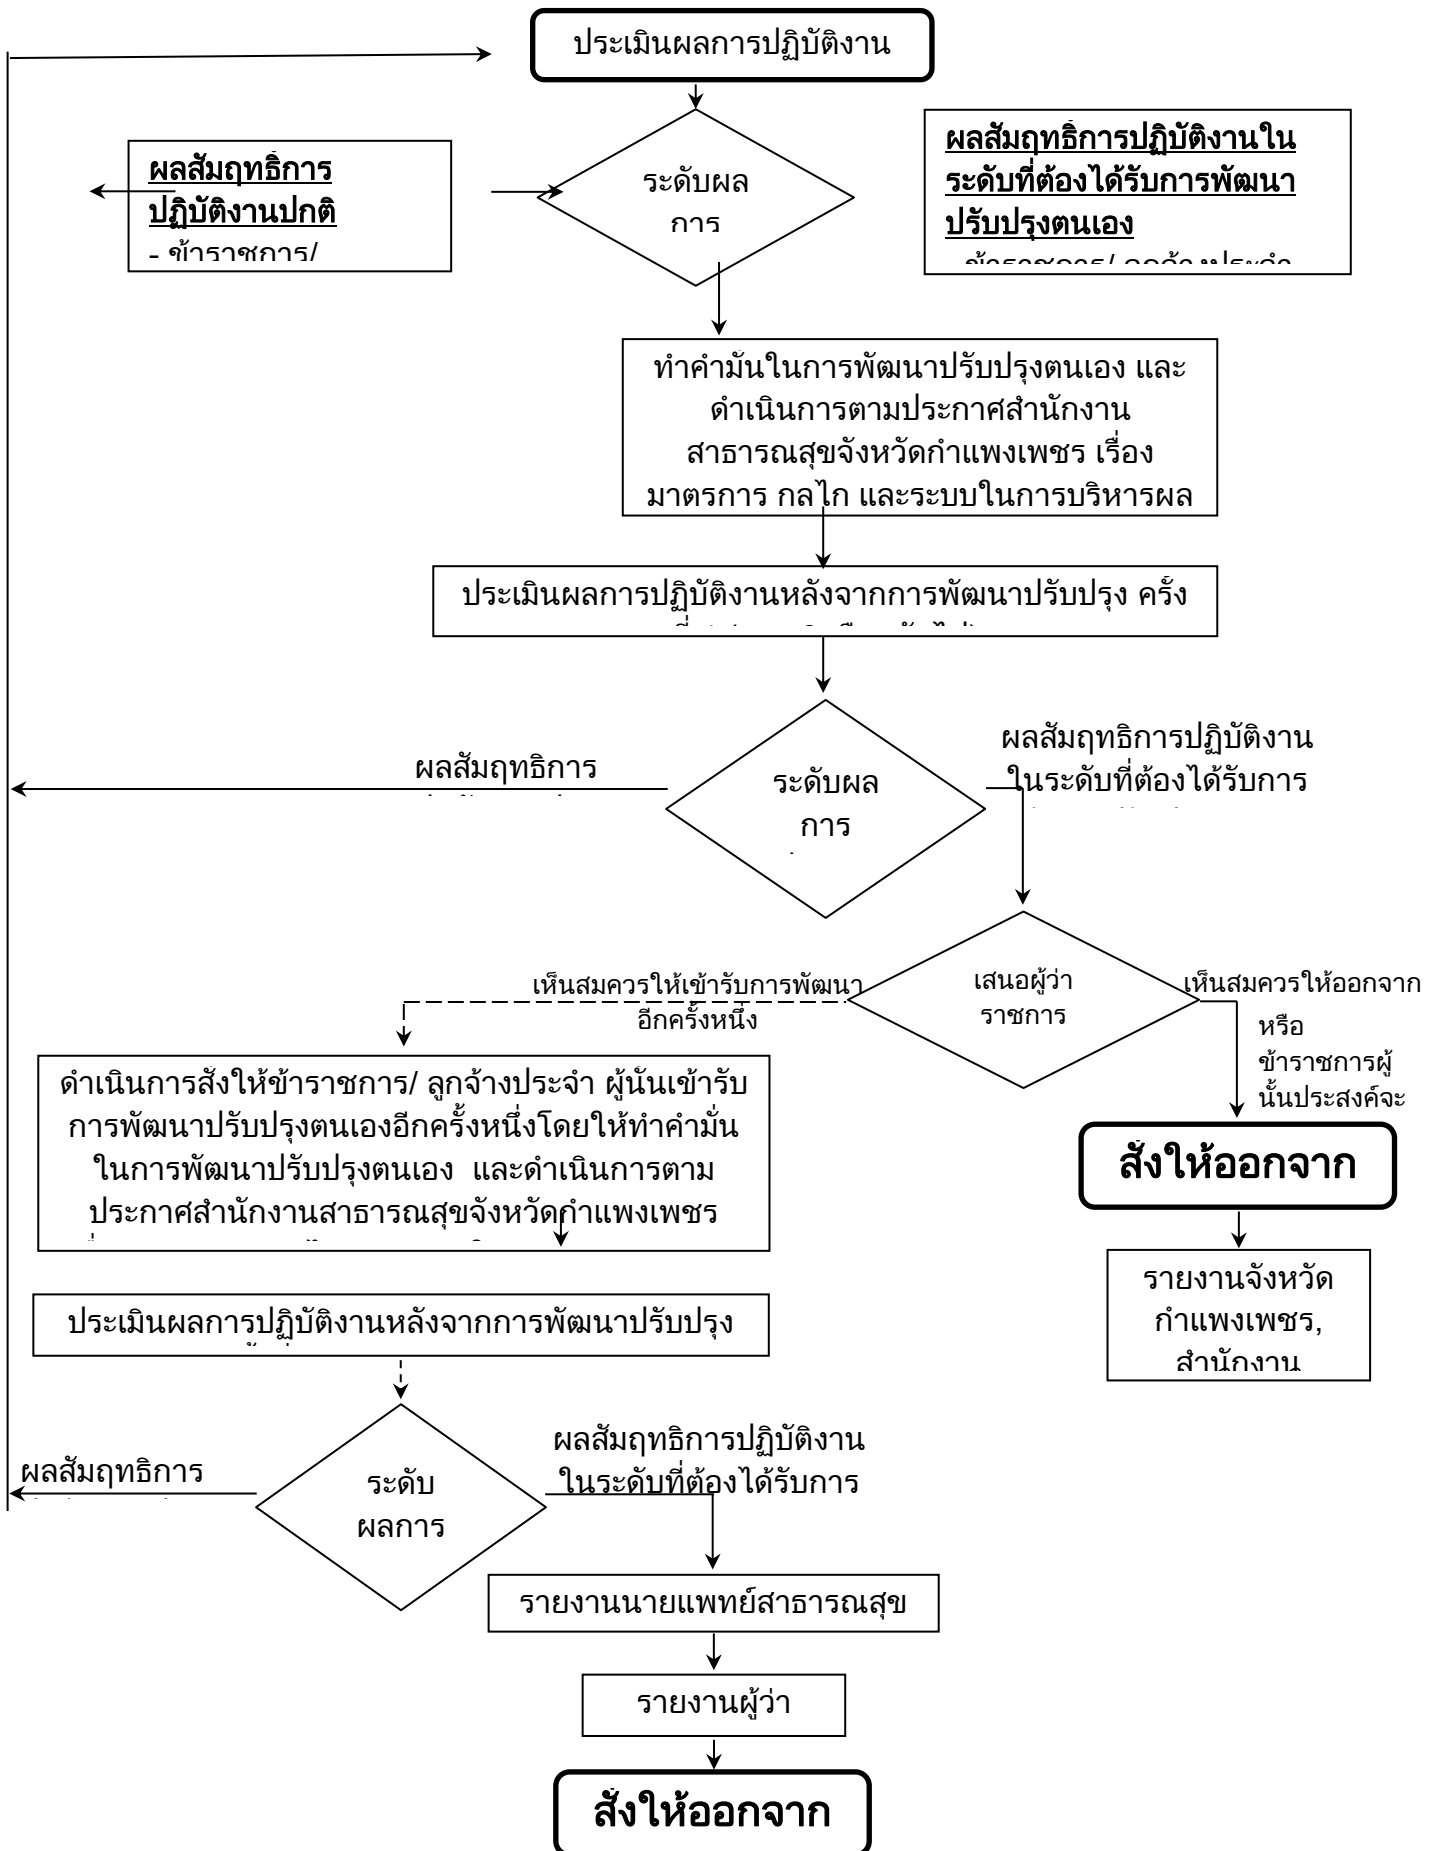 ประเมินผลการปฏิบัติงาน
ผลสัมฤทธิ์การ
ปฏิบัติงานปกติ
- ข้าราชการ/
ระดับผล
การ
ผลสัมฤทธิ์การปฏิบัติงานใน
ระดับที่ต้องได้รับการพัฒนา
ปรับปรุงตนเอง
ข้าราชการ/ ลูกจ้างประจำ
ทำคำมั่นในการพัฒนาปรับปรุงตนเอง และ
ดำเนินการตามประกาศสำนักงาน
สาธารณสุขจังหวัดกำแพงเพชร เรื่อง
มาตรการ กลไก และระบบในการบริหารผล
ประเมินผลการปฏิบัติงานหลังจากการพัฒนาปรับปรุง ครั้ง
ผลสัมฤทธิการ
ระดับผล
การ
ผลสัมฤทธิการปฏิบัติงาน
ในระดับที่ต้องได้รับการ
เห็นสมควรให้เข้ารับการพัฒนา
อีกครั้งหนึ่ง
เสนอผู้ว่า
ราชการ
เห็นสมควรให้ออกจาก
หรือ
ข้าราชการผู้
นั้นประสงค์จะ
ดำเนินการสั่งให้ข้าราชการ/ ลูกจ้างประจำ ผู้นั้นเข้ารับ
การพัฒนาปรับปรุงตนเองอีกครั้งหนึ่งโดยให้ทำคำมั่น
ในการพัฒนาปรับปรุงตนเอง  และดำเนินการตาม
ประกาศสำนักงานสาธารณสุขจังหวัดกำแพงเพชร
สั่งให้ออกจาก
รายงานจังหวัด
กำแพงเพชร,
สำนักงาน
ประเมินผลการปฏิบัติงานหลังจากการพัฒนาปรับปรุง
ผลสัมฤทธิการ
ระดับ
ผลการ
ผลสัมฤทธิการปฏิบัติงาน
ในระดับที่ต้องได้รับการ
รายงานนายแพทย์สาธารณสุข
รายงานผู้ว่า
สั่งให้ออกจาก